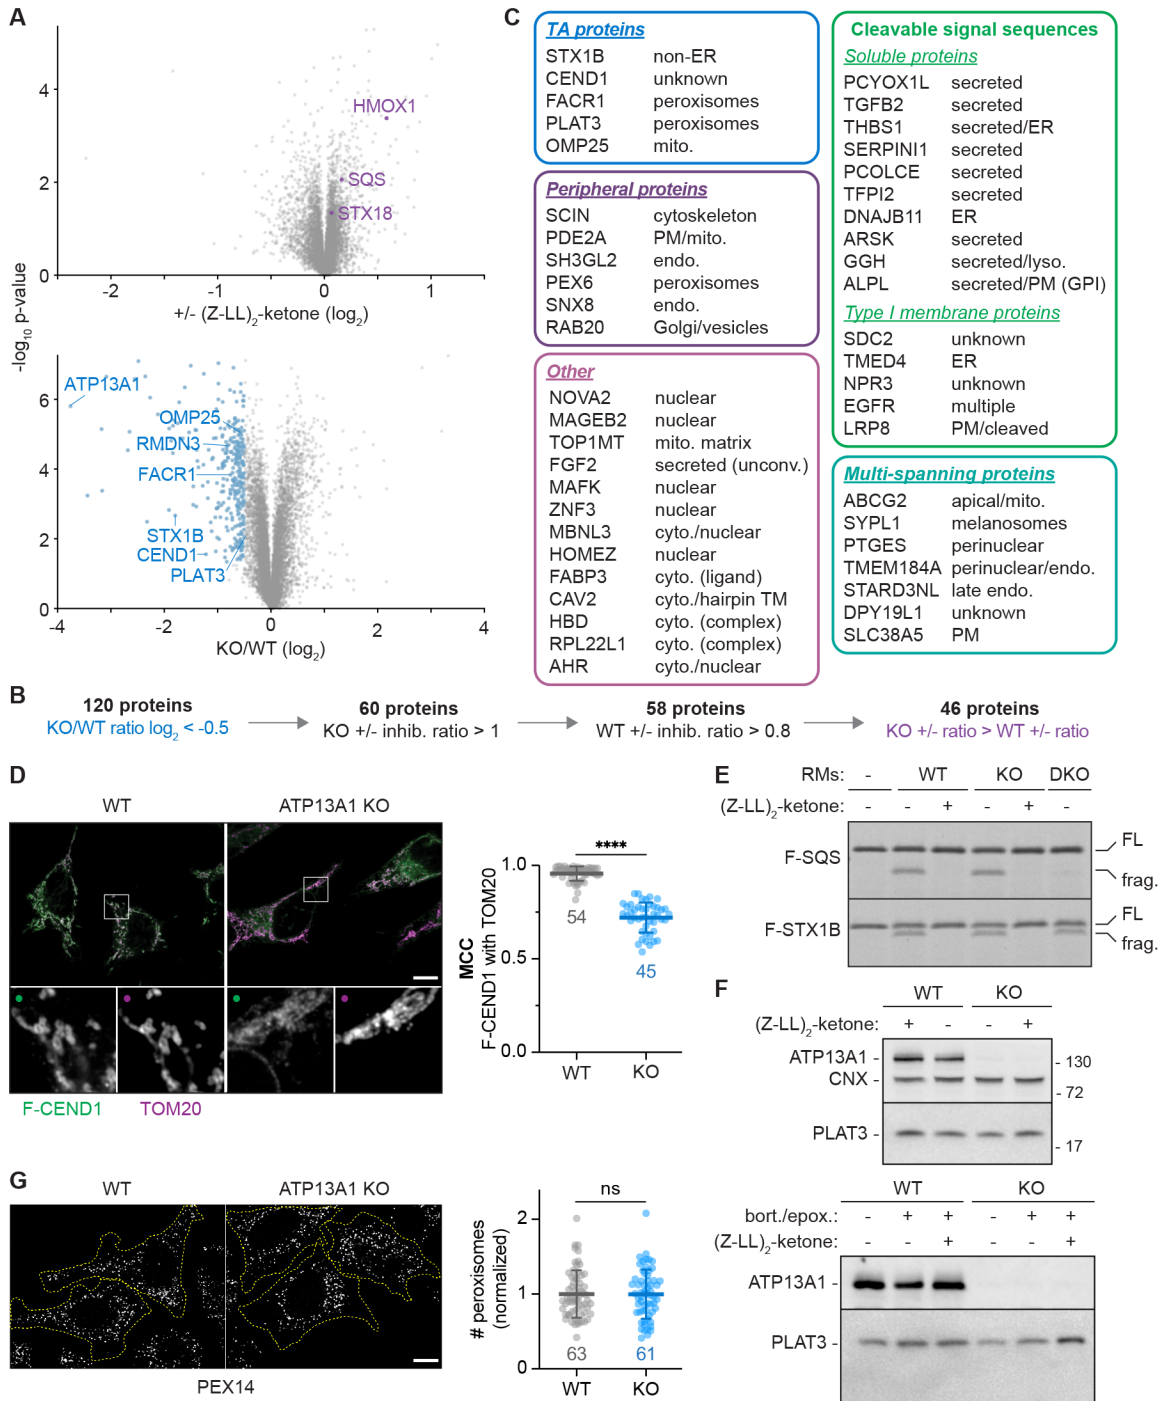 A
-log10 p-value
4
2
0
HMOX1
SQS
STX18
-2
-1
0
1
+/- (Z-LL)2-ketone (log2)
6
4
2
0
ATP13A1
OMP25
RMDN3
FACR1
STX1B
CEND1
PLAT3
-4
-2
0
2
4
KO/WT (log2)
C
TA proteins
STX1B non-ER
CEND1 unknown
FACR1 peroxisomes
PLAT3 peroxisomes
OMP25 mito.
Peripheral proteins
SCIN cytoskeleton
PDE2A PM/mito.
SH3GL2 endo.
PEX6 peroxisomes
SNX8 endo.
RAB20 Golgi/vesicles
Other
NOVA2 nuclear
MAGEB2 nuclear
TOP1MT mito. matrix
FGF2 secreted (unconv.)
MAFK nuclear
ZNF3 nuclear
MBNL3 cyto./nuclear
HOMEZ nuclear
FABP3 cyto. (ligand)
CAV2 cyto./hairpin TM
HBD cyto. (complex)
RPL22L1 cyto. (complex)
AHR cyto./nuclear
Cleavable signal sequences
Soluble proteins
PCYOX1L secreted
TGFB2 secreted
THBS1 secreted/ER
SERPINI1 secreted
PCOLCE secreted
TFPI2 secreted
DNAJB11 ER
ARSK secreted
GGH secreted/lyso.
ALPL secreted/PM (GPI)
Type I membrane proteins
SDC2 unknown
TMED4 ER
NPR3 unknown
EGFR multiple
LRP8 PM/cleaved
Multi-spanning proteins
ABCG2 apical/mito.
SYPL1 melanosomes
PTGES perinuclear
TMEM184A perinuclear/endo.
STARD3NL late endo.
DPY19L1 unknown
SLC38A5 PM
B
120 proteins
KO/WT ratio log2 < -0.5
60 proteins
KO +/- inhib. ratio > 1
58 proteins
WT +/- inhib. ratio > 0.8
46 proteins
KO +/- ratio > WT +/- ratio
D
WT ATP13A1 KO
F-CEND1 TOM20
MCC
F-CEND1 with TOM20
1.0
0.5
0.0
****
54
45
WT KO
E
RMs: - WT KO DKO
(Z-LL)2-ketone: - - + - + -
F-SQS
FL
frag.
F-STX1B
FL
frag.
F
WT KO
(Z-LL)2-ketone: + - - +
ATP13A1 -
CNX -
PLAT3 -
- 130
- 72
- 17
WT KO
bort./epox.: - + + - + +
(Z-LL)2-ketone: - - + - - +
ATP13A1 -
PLAT3 -
G
WT ATP13A1 KO
PEX14
# peroxisomes
(normalized)
2
1
0
ns
63
61
WT KO